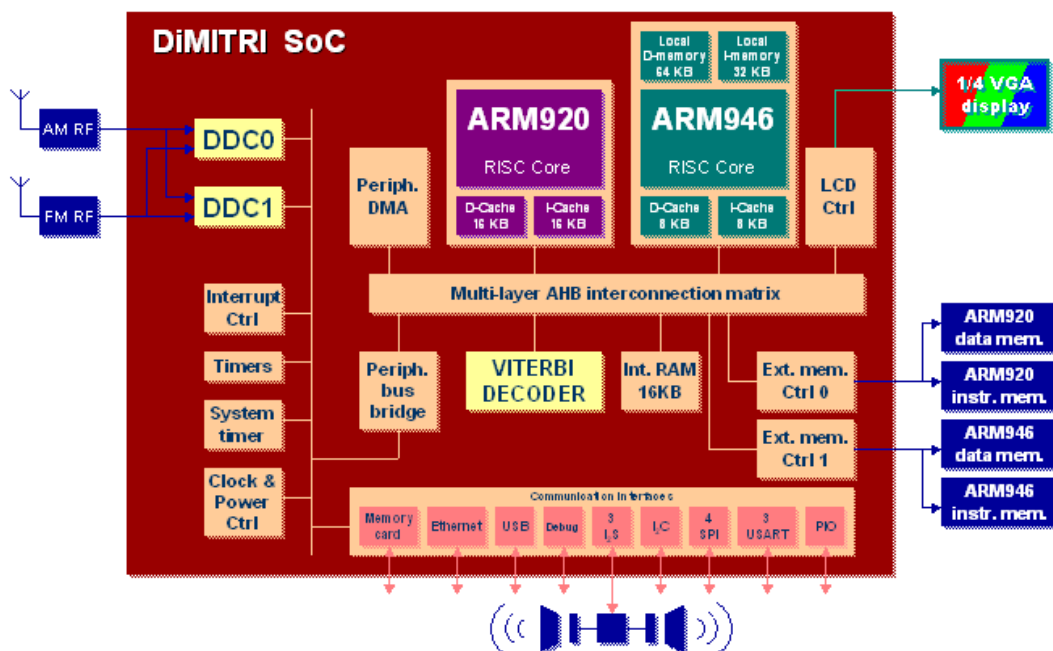 DiMITRI SoC
Local
D-memory
64 KB
Local
I-memory
32 KB
1/4 VGA
display
AM RF
DDC0
ARM920
RISC Core
ARM946
RISC Core
Periph.
DMA
LCD
Ctrl
FM RF
DDC1
D-Cache
16 KB
I-Cache
16 KB
D-Cache
8 KB
I-Cache
8 KB
Multi-layer AHB interconnection matrix
Interrupt
Ctrl
Timers
System
timer
Clock &
Power
Ctrl
Periph.
bus
bridge
VITERBI
DECODER
Int. RAM
16KB
Ext. mem.
Ctrl 0
Ext. mem.
Ctrl 1
ARM920
data mem.
ARM920
instr. mem.
ARM946
data mem.
ARM946
instr. mem.
Communication Interfaces
Memory
card
Ethernet
USB
Debug
3
I₂S
I₂C
4
SPI
3
USART
PIO